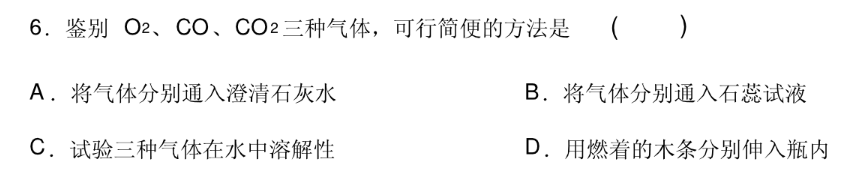 6．鉴别 O2、CO、CO2三种气体，可行简便的方法是 （ ）
A．将气体分别通入澄清石灰水 B．将气体分别通入石蕊试液
C．试验三种气体在水中溶解性 D．用燃着的木条分别伸入瓶内